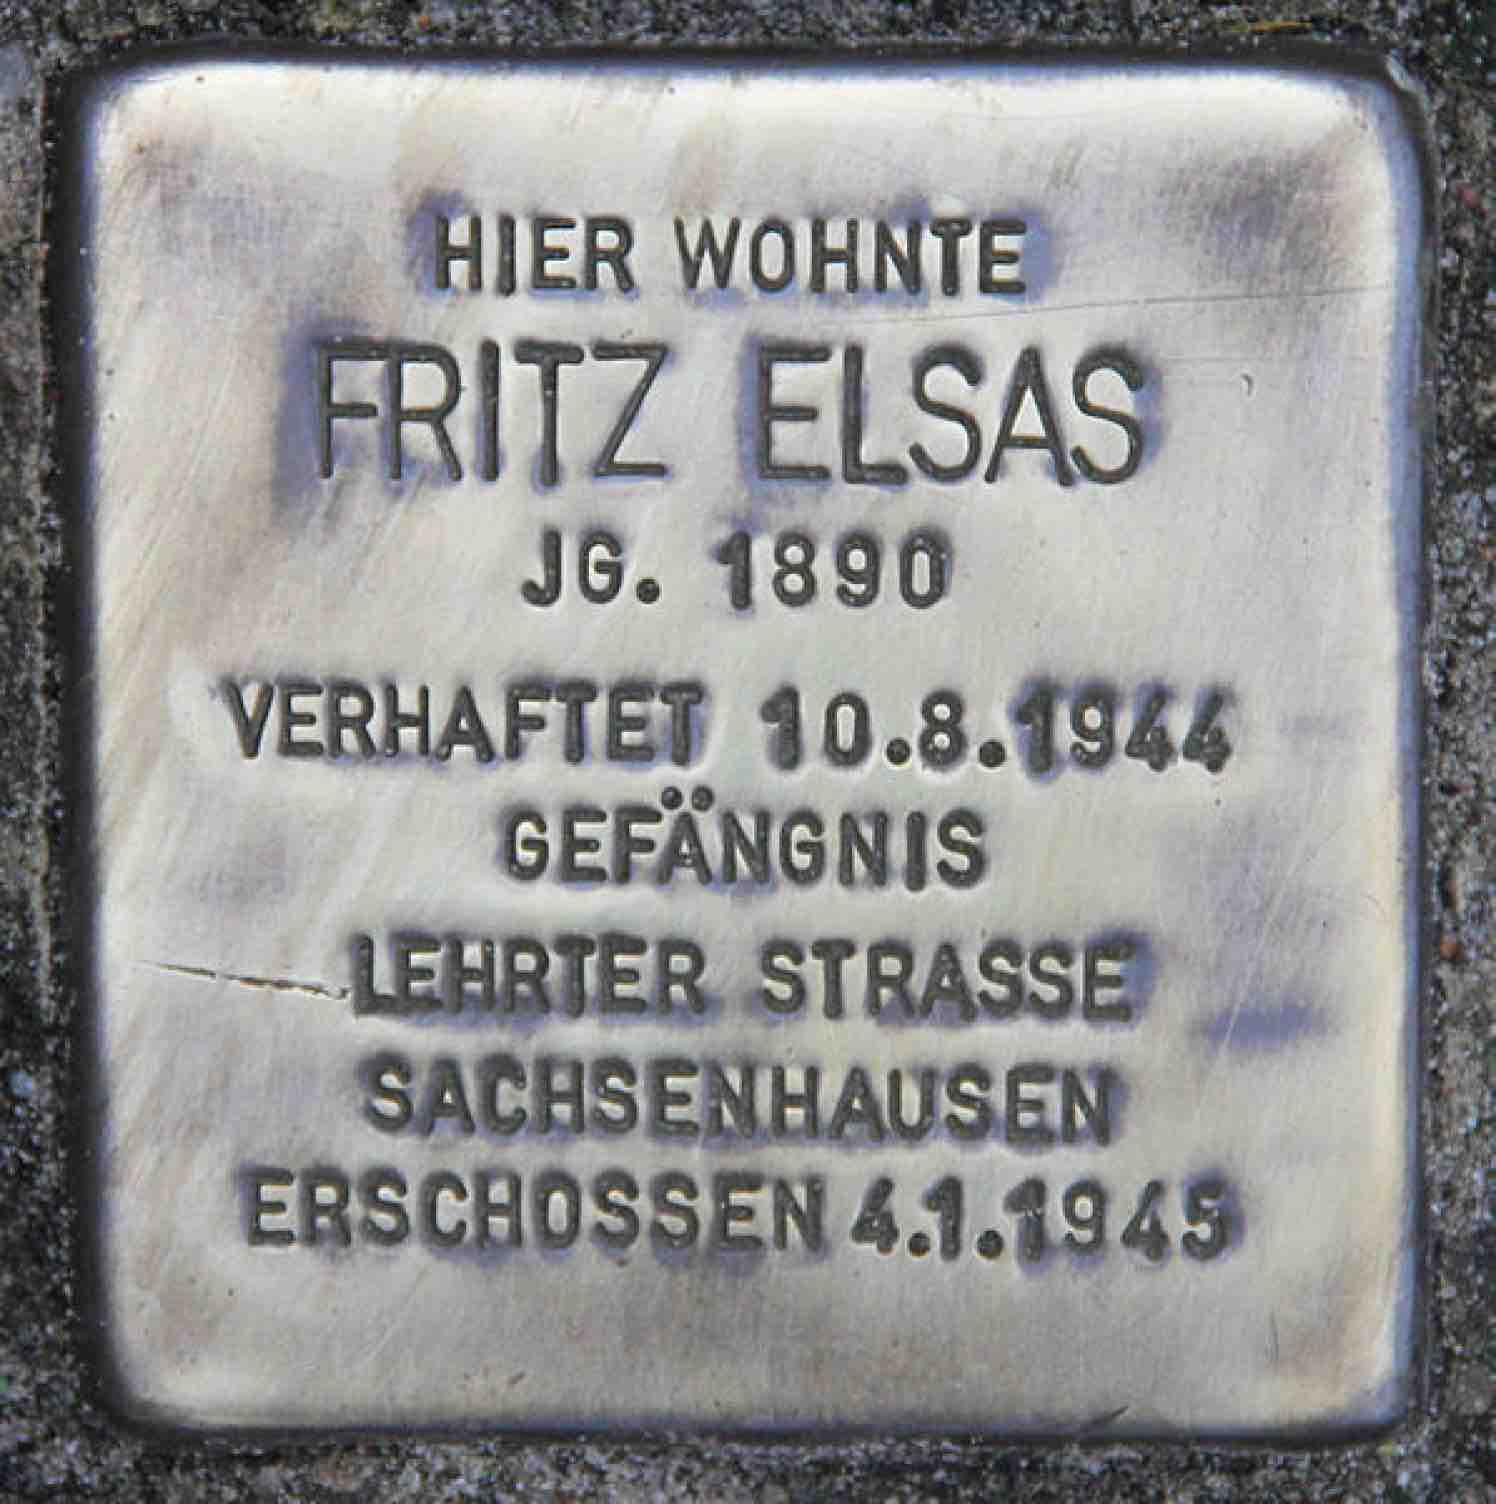 HIER WOHNTE
FRITZ ELSAS
JG. 1890
VERHAFTET 10.8.1944
GEFÄNGNIS
LEHRTER STRASSE
SACHSENHAUSEN
ERSCHOSSEN 4.1.1945